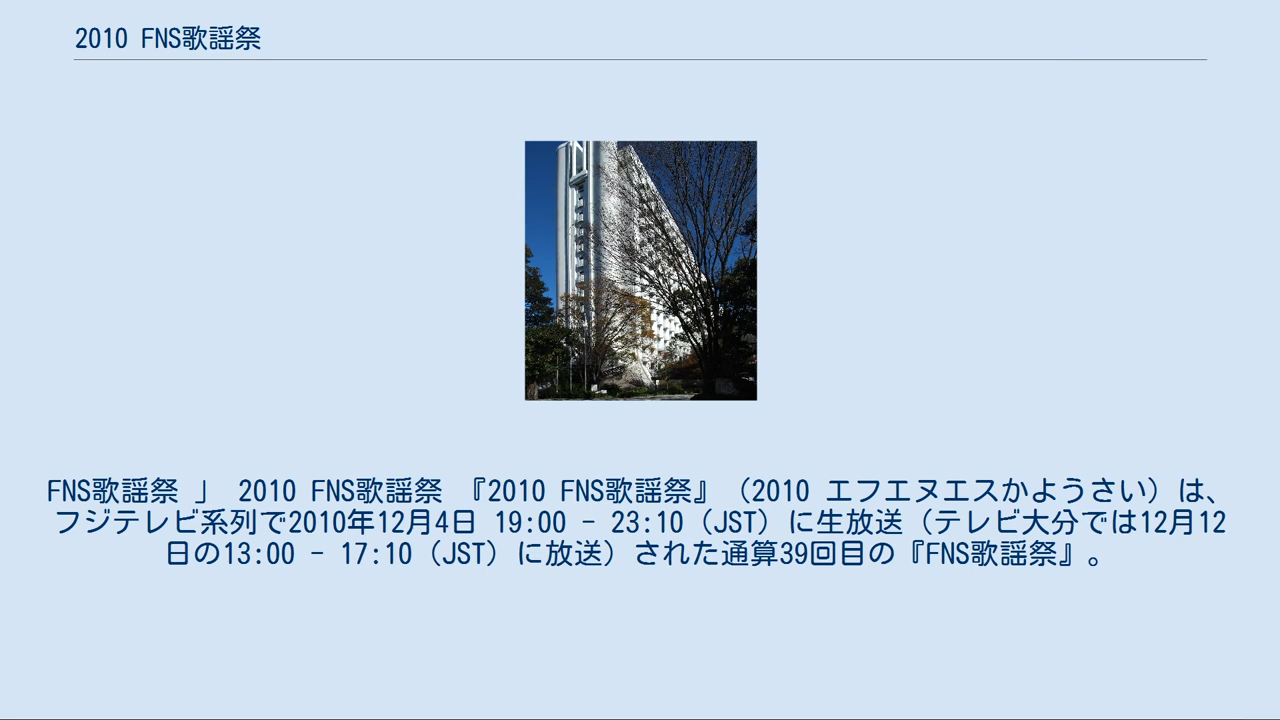 2010 FNS歌謡祭
FNS歌謡祭 」 2010 FNS歌謡祭 『2010 FNS歌謡祭』（2010 エフエヌエスかようさい）は、
フジテレビ系列で2010年12月4日 19:00 - 23:10（JST）に生放送（テレビ大分では12月12
日の13:00 - 17:10（JST）に放送）された通算39回目の『FNS歌謡祭』。